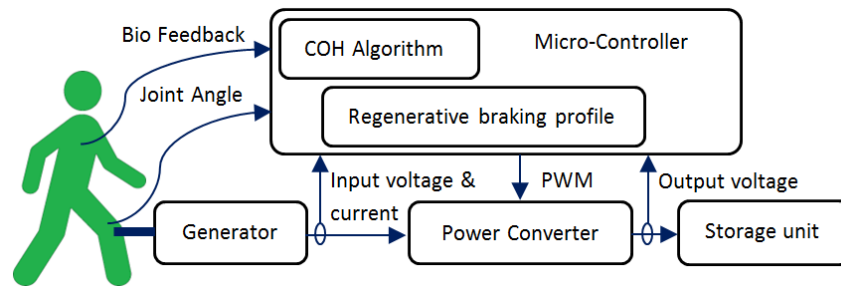 Bio Feedback
COH Algorithm
Micro-Controller
Joint Angle
Regenerative braking profile
Input voltage &
current
PWM
Output voltage
Generator
Power Converter
Storage unit